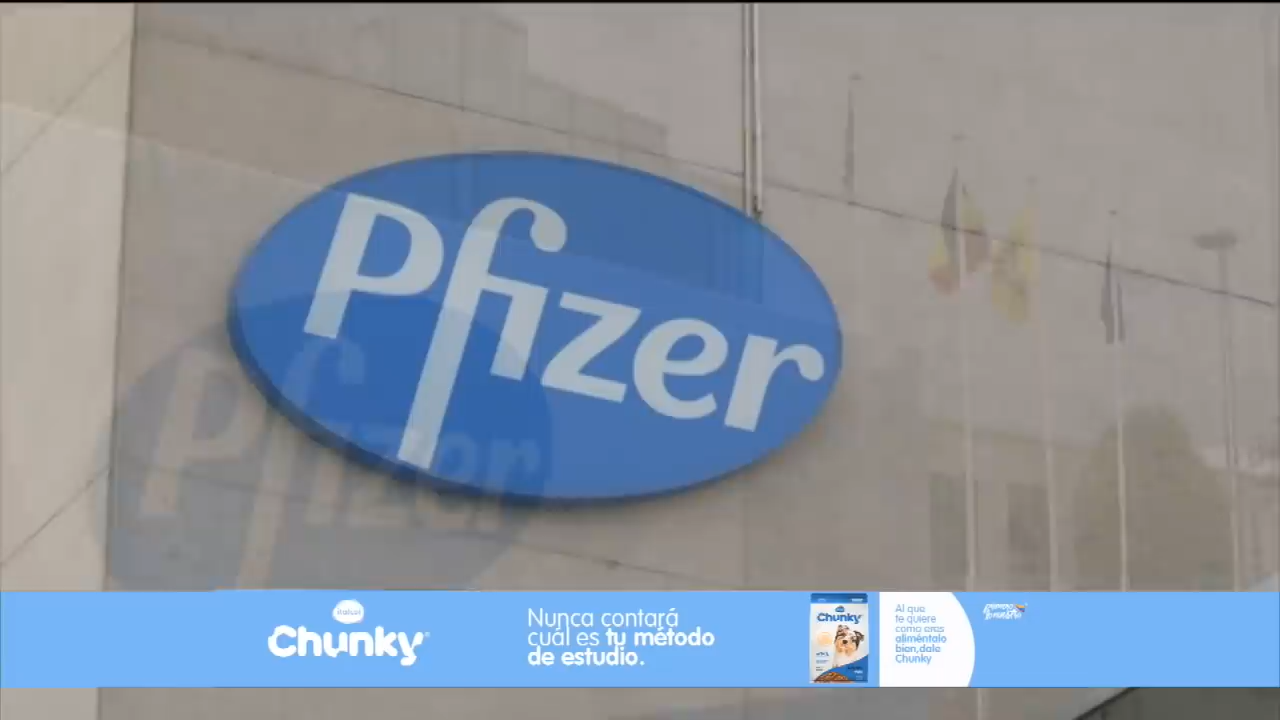 Pfizer
Pfizer
italcol
Chunky
Nunca contará
cuál es tu método
de estudio.
Chunky
Al que
te quiere
como eres
aliméntalo
bien, dale
Chunky